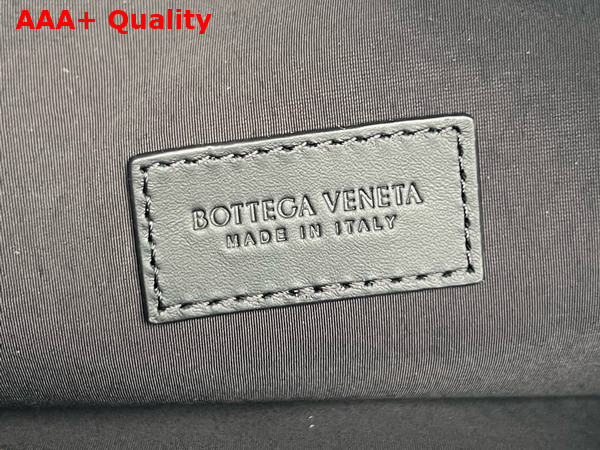 AAA+ Quality
BOTTEGA VENETA
MADE IN ITALY